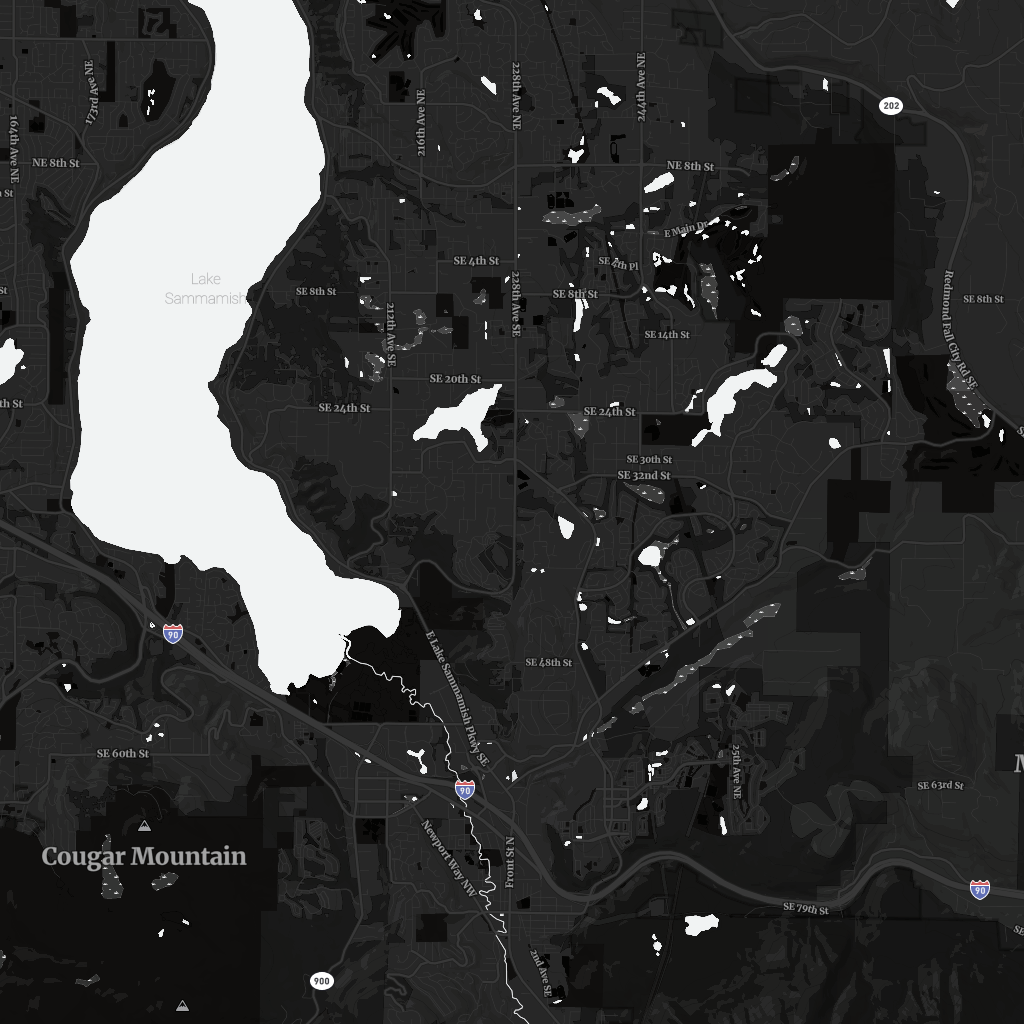 228th Ave NE
244th Ave NE
173rd Ave NE
216th Ave NE
202
164th Ave NE
NE 8th St
NE 8th St
St
E Main Dr
SE 4th St
SE 4th Pl
Lake
Sammamish
SE 8th St
SE 8th St
SE 8th St
St
228th Ave SE
212th Ave SE
Redmond Fall City Rd SE
SE 14th St
SE 20th St
th St
SE 24th St
SE 24th St
SE 30th St
SE 32nd St
90
E Lake Sammamish Pkwy SE
SE 48th St
SE 60th St
25th Ave NE
M
SE 63rd St
90
Newport Way NW
Front St N
Cougar Mountain
90
SE 79th St
SE
2nd Ave SE
900